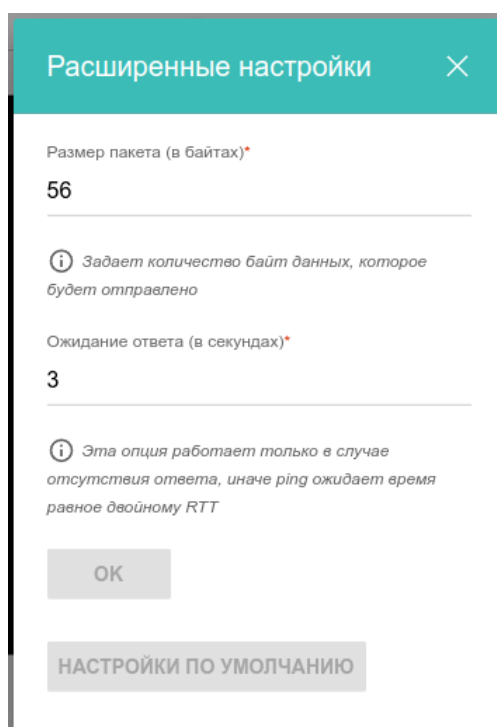 Расширенные настройки
Размер пакета (в байтах)*
56
Задает количество байт данных, которое
будет отправлено
Ожидание ответа (в секундах)*
3
Эта опция работает только в случае
отсутствия ответа, иначе ping ожидает время
равное двойному RTT
OK
НАСТРОЙКИ ПО УМОЛЧАНИЮ